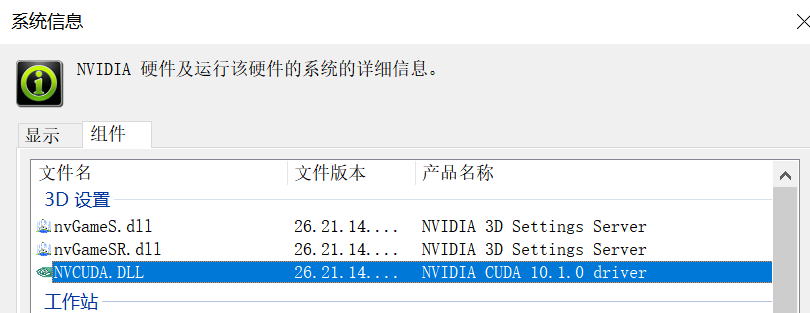 系统信息
NVIDIA 硬件及运行该硬件的系统的详细信息。
显示 组件
文件名 文件版本 产品名称
3D 设置
nvGameS.dll 26.21.14.... NVIDIA 3D Settings Server
nvGameSR.dll 26.21.14.... NVIDIA 3D Settings Server
NVCUDA.DLL 26.21.14.... NVIDIA CUDA 10.1.0 driver
工作站